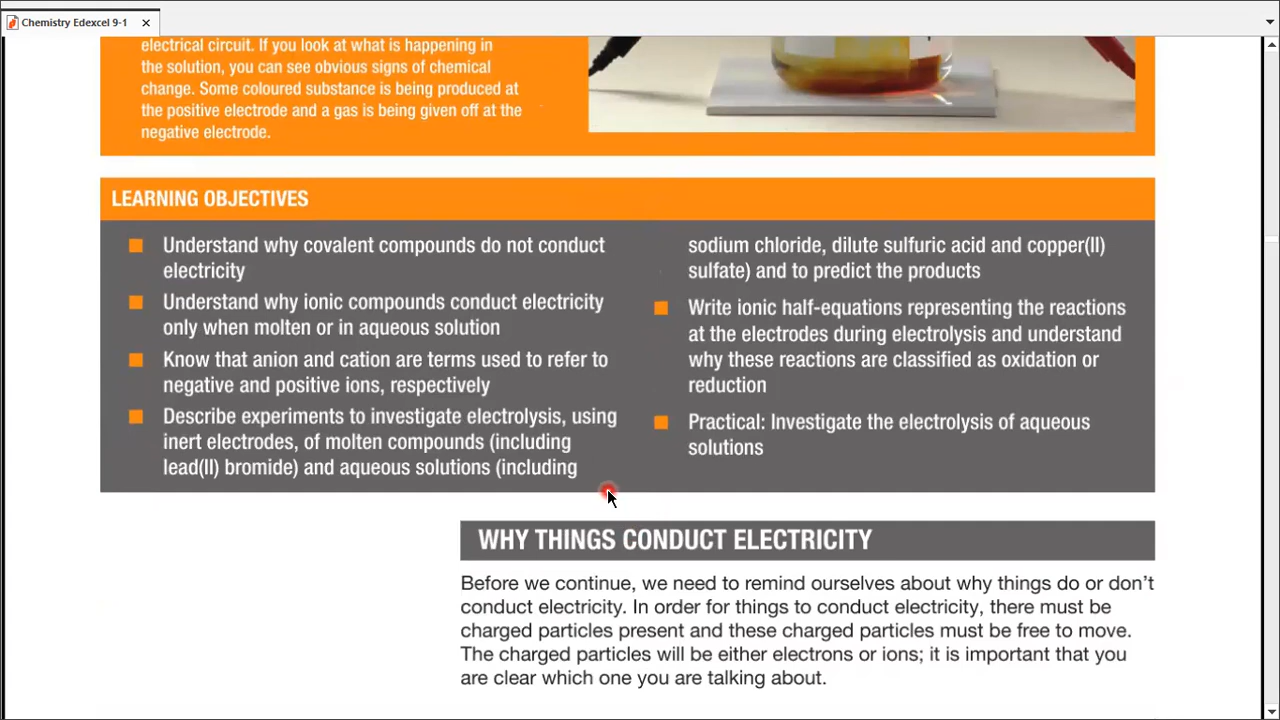 Chemistry Edexcel 9-1
electrical circuit. If you look at what is happening in
the solution, you can see obvious signs of chemical
change. Some coloured substance is being produced at
the positive electrode and a gas is being given off at the
negative electrode.
LEARNING OBJECTIVES
Understand why covalent compounds do not conduct
electricity
Understand why ionic compounds conduct electricity
only when molten or in aqueous solution
Know that anion and cation are terms used to refer to
negative and positive ions, respectively
Describe experiments to investigate electrolysis, using
inert electrodes, of molten compounds (including
lead(II) bromide) and aqueous solutions (including
sodium chloride, dilute sulfuric acid and copper(II)
sulfate) and to predict the products
Write ionic half-equations representing the reactions
at the electrodes during electrolysis and understand
why these reactions are classified as oxidation or
reduction
Practical: Investigate the electrolysis of aqueous
solutions
WHY THINGS CONDUCT ELECTRICITY
Before we continue, we need to remind ourselves about why things do or don't
conduct electricity. In order for things to conduct electricity, there must be
charged particles present and these charged particles must be free to move.
The charged particles will be either electrons or ions; it is important that you
are clear which one you are talking about.